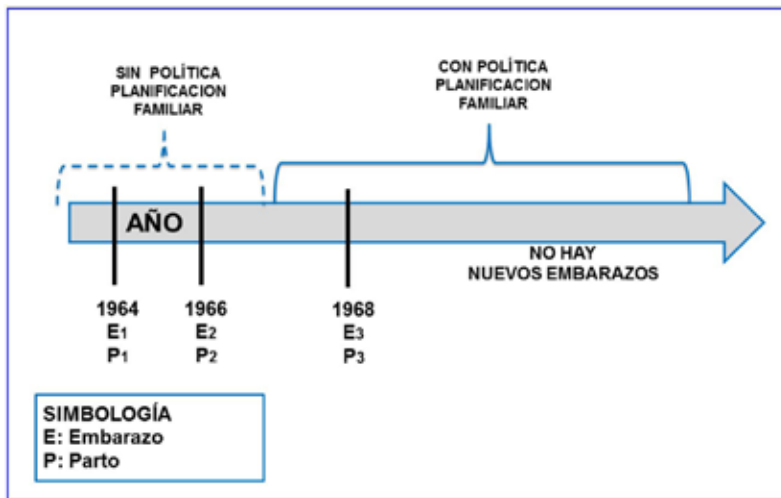 SIN POLÍTICA
PLANIFICACION
FAMILIAR
CON POLÍTICA
PLANIFICACION
FAMILIAR
AÑO
NO HAY
NUEVOS EMBARAZOS
1964
E1
P1
1966
E2
P2
1968
E3
P3
SIMBOLOGÍA
E: Embarazo
P: Parto